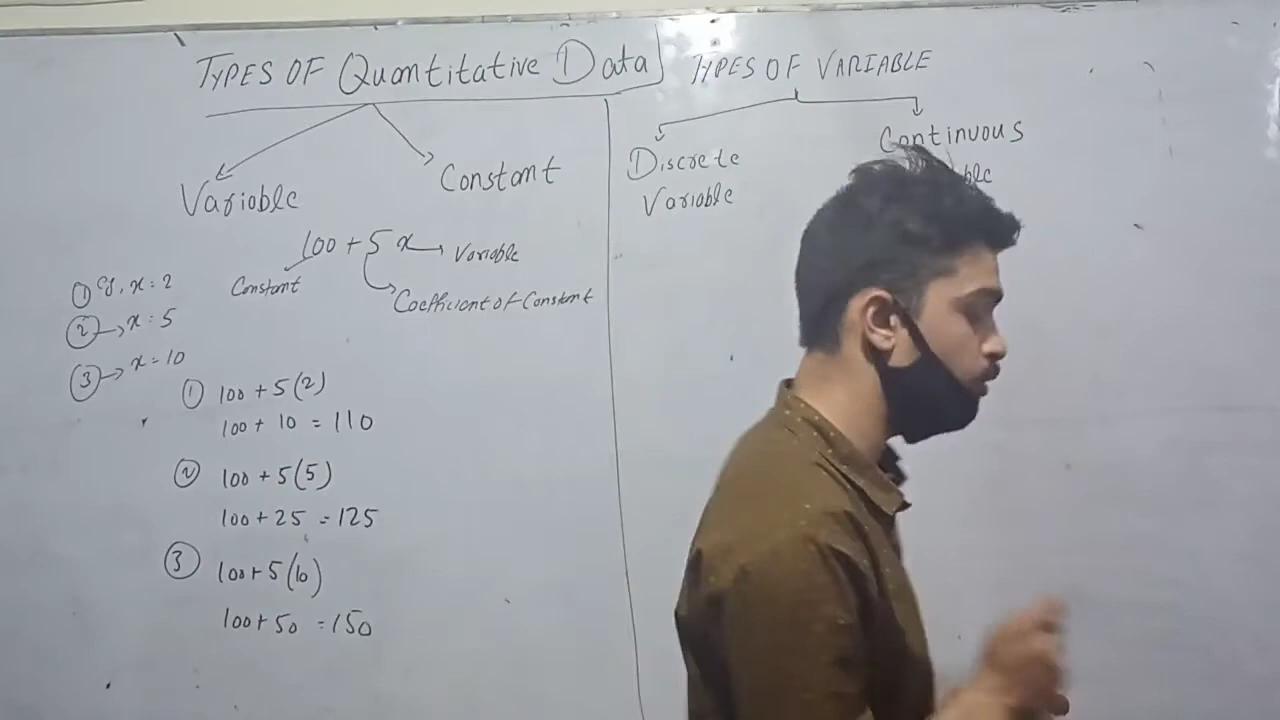 TYPES OF Quantitative Data
Variable
Constant
100 + 5x → Variable
Constant
Coefficient of Constant
① If, x = 2
② → x = 5
③ → x = 10
① 100 + 5(2)
100 + 10 = 110
② 100 + 5(5)
100 + 25 = 125
③ 100 + 5(10)
100 + 50 = 150
TYPES OF VARIABLE
Discrete
Variable
Continuous